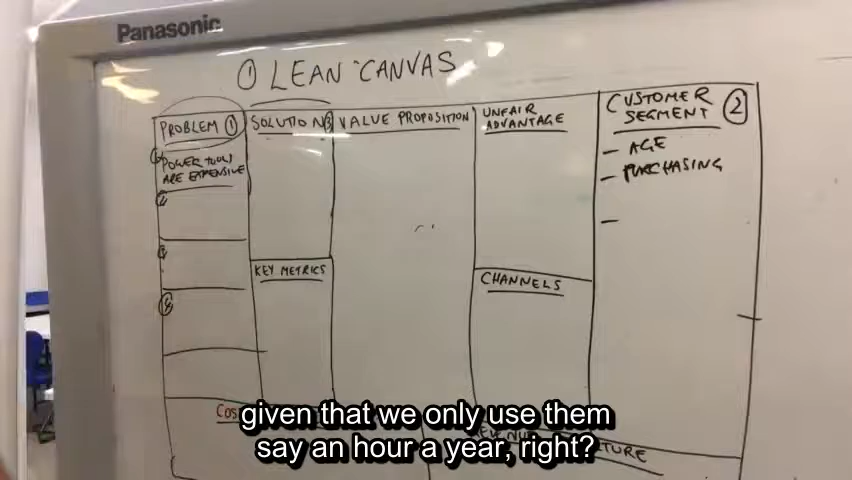 Panasonic
① LEAN CANVAS
PROBLEM ①
SOLUTION ③
VALUE PROPOSITION
UNFAIR
ADVANTAGE
CUSTOMER
SEGMENT ②
POWER TOOLS
ARE EXPENSIVE
- AGE
- PURCHASING
-
KEY METRICS
CHANNELS
given that we only use them
say an hour a year, right?